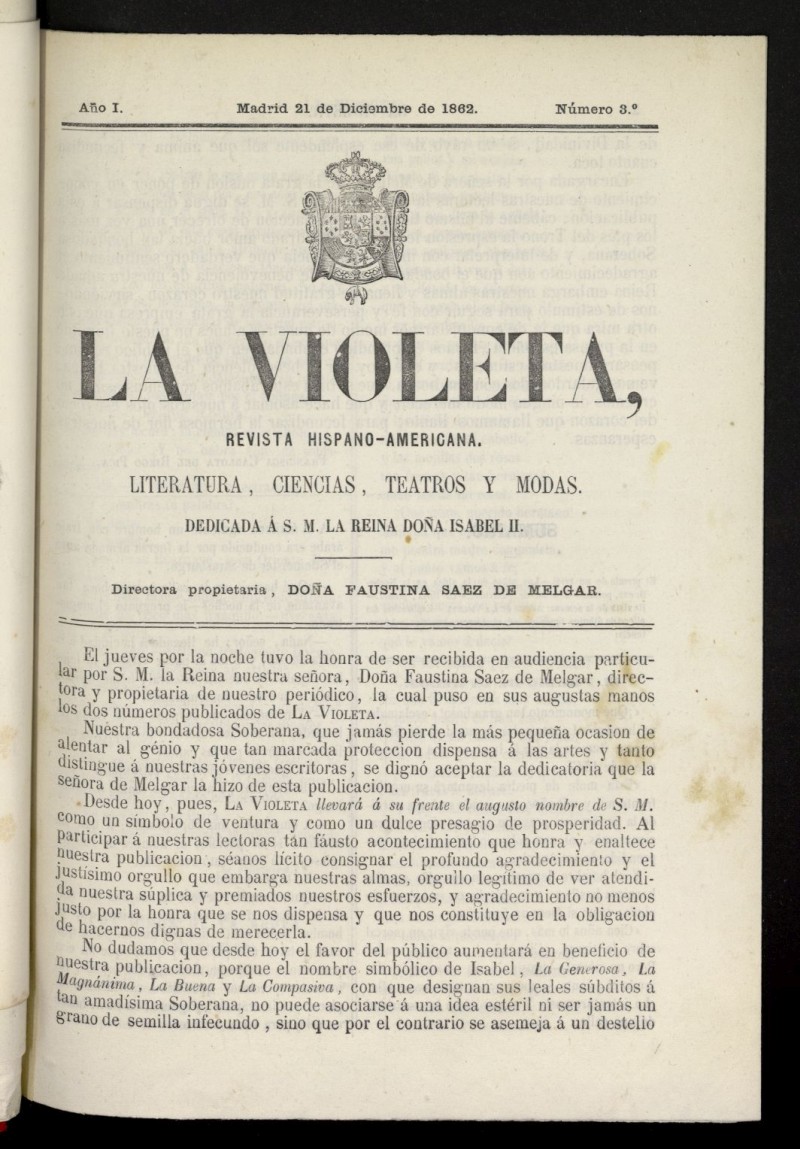 Año I.
Madrid 21 de Diciembre de 1862.
Número 3.º
LA VIOLETA,
REVISTA HISPANO-AMERICANA.
LITERATURA, CIENCIAS, TEATROS Y MODAS.
DEDICADA Á S. M. LA REINA DOÑA ISABEL II.
Directora propietaria, DOÑA FAUSTINA SAEZ DE MELGAR.
El jueves por la noche tuvo la honra de ser recibida en audiencia particu-
lar por S. M. la Reina nuestra señora, Doña Faustina Saez de Melgar, direc-
tora y propietaria de nuestro periódico, la cual puso en sus augustas manos
los dos números publicados de LA VIOLETA.
Nuestra bondadosa Soberana, que jamás pierde la más pequeña ocasion de
alentar al génio y que tan marcada proteccion dispensa á las artes y tanto
distingue á nuestras jóvenes escritoras, se dignó aceptar la dedicatoria que la
señora de Melgar la hizo de esta publicacion.
Desde hoy, pues, LA VIOLETA llevará á su frente el augusto nombre de S. M.
como un símbolo de ventura y como un dulce presagio de prosperidad. Al
participar á nuestras lectoras tan fáusto acontecimiento que honra y enaltece
nuestra publicacion, séanos lícito consignar el profundo agradecimiento y el
justísimo orgullo que embarga nuestras almas, orgullo legítimo de ver atendi-
da nuestra súplica y premiados nuestros esfuerzos, y agradecimiento no menos
justo por la honra que se nos dispensa y que nos constituye en la obligacion
de hacernos dignas de merecerla.
No dudamos que desde hoy el favor del público aumentará en beneficio de
nuestra publicacion, porque el nombre simbólico de Isabel, La Generosa, La
Magnánima, La Buena y La Compasiva, con que designan sus leales súbditos á
tan amadísima Soberana, no puede asociarse á una idea estéril ni ser jamás un
grano de semilla infecundo, sino que por el contrario se asemeja á un destello